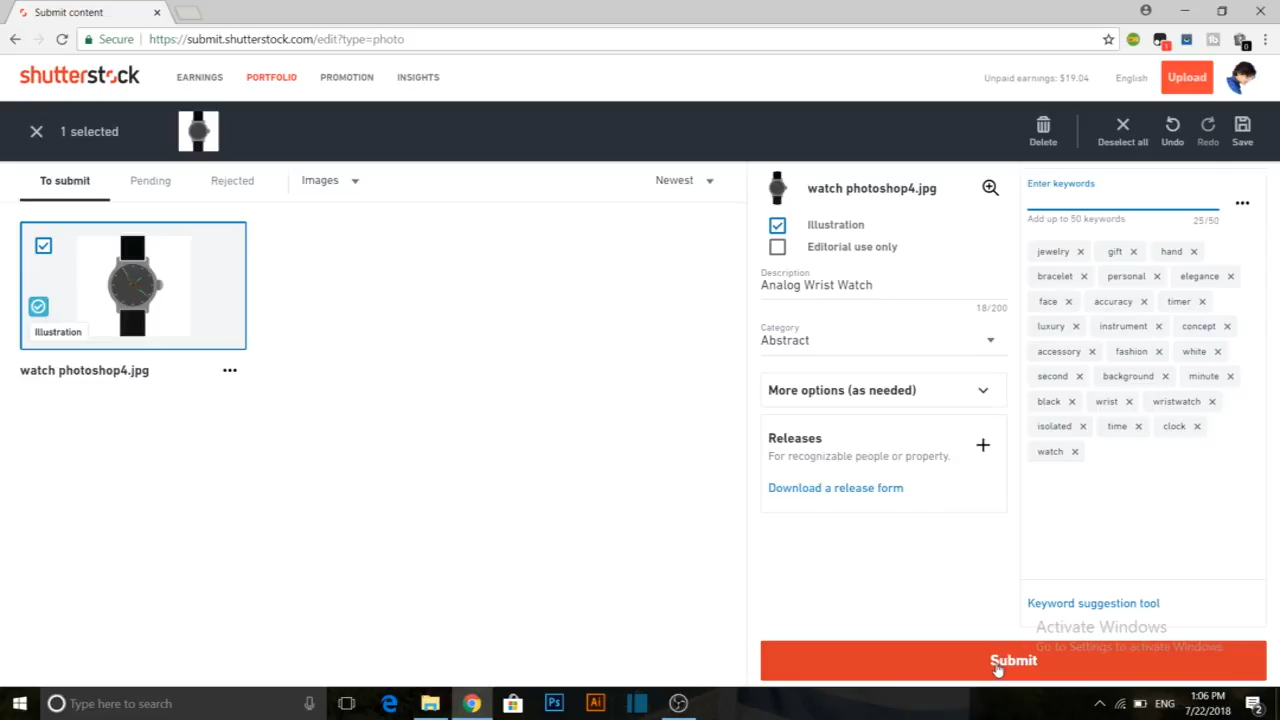 Submit content
Secure
https://submit.shutterstock.com/edit?type=photo
shutterstock
EARNINGS
PORTFOLIO
PROMOTION
INSIGHTS
Unpaid earnings: $19.04
English
Upload
1 selected
Delete
Deselect all
Undo
Redo
Save
To submit
Pending
Rejected
Images
Newest
Illustration
watch photoshop4.jpg
watch photoshop4.jpg
Illustration
Editorial use only
Description
Analog Wrist Watch
18/200
Category
Abstract
More options (as needed)
Releases
For recognizable people or property.
Download a release form
Enter keywords
Add up to 50 keywords
25/50
jewelry gift hand
bracelet personal elegance
face accuracy timer
luxury instrument concept
accessory fashion white
second background minute
black wrist wristwatch
isolated time clock
watch
Keyword suggestion tool
Activate Windows
Go to Settings to activate Windows.
Submit
Type here to search
Ps
Ai
ENG
1:06 PM
7/22/2018